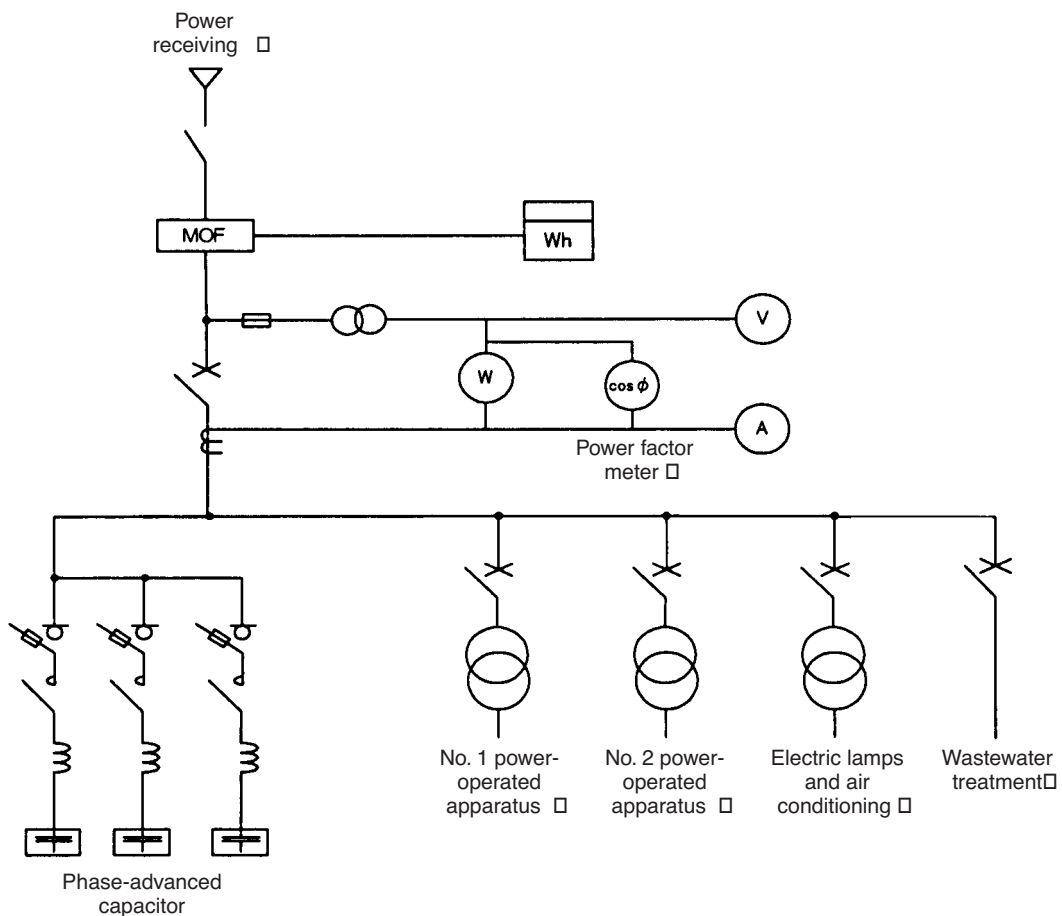 Power
receiving □
MOF
Wh
V
W
cos ϕ
A
Power factor
meter □
No. 1 power-
operated
apparatus □
No. 2 power-
operated
apparatus □
Electric lamps
and air
conditioning □
Wastewater
treatment□
Phase-advanced
capacitor